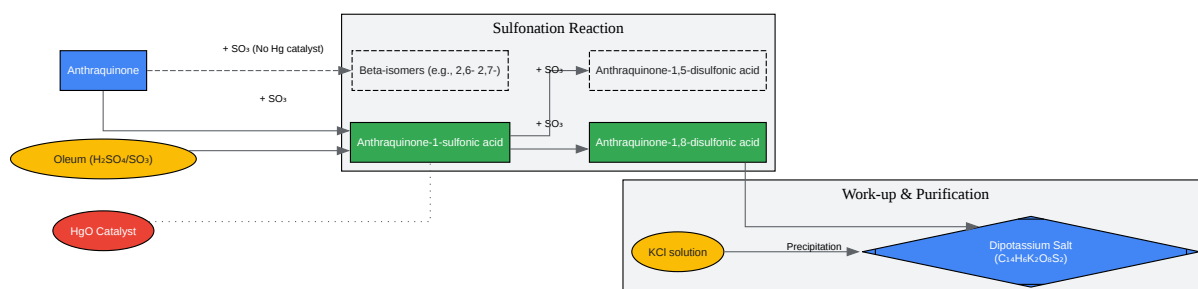 Sulfonation Reaction
+ SO₃ (No Hg catalyst)
Anthraquinone
Beta-isomers (e.g., 2,6- 2,7-)
+ SO₃
Anthraquinone-1,5-disulfonic acid
+ SO₃
+ SO₃
Anthraquinone-1-sulfonic acid
Anthraquinone-1,8-disulfonic acid
Oleum (H₂SO₄/SO₃)
Work-up & Purification
HgO Catalyst
KCl solution
Precipitation
Dipotassium Salt
(C₁₄H₆K₂O₈S₂)